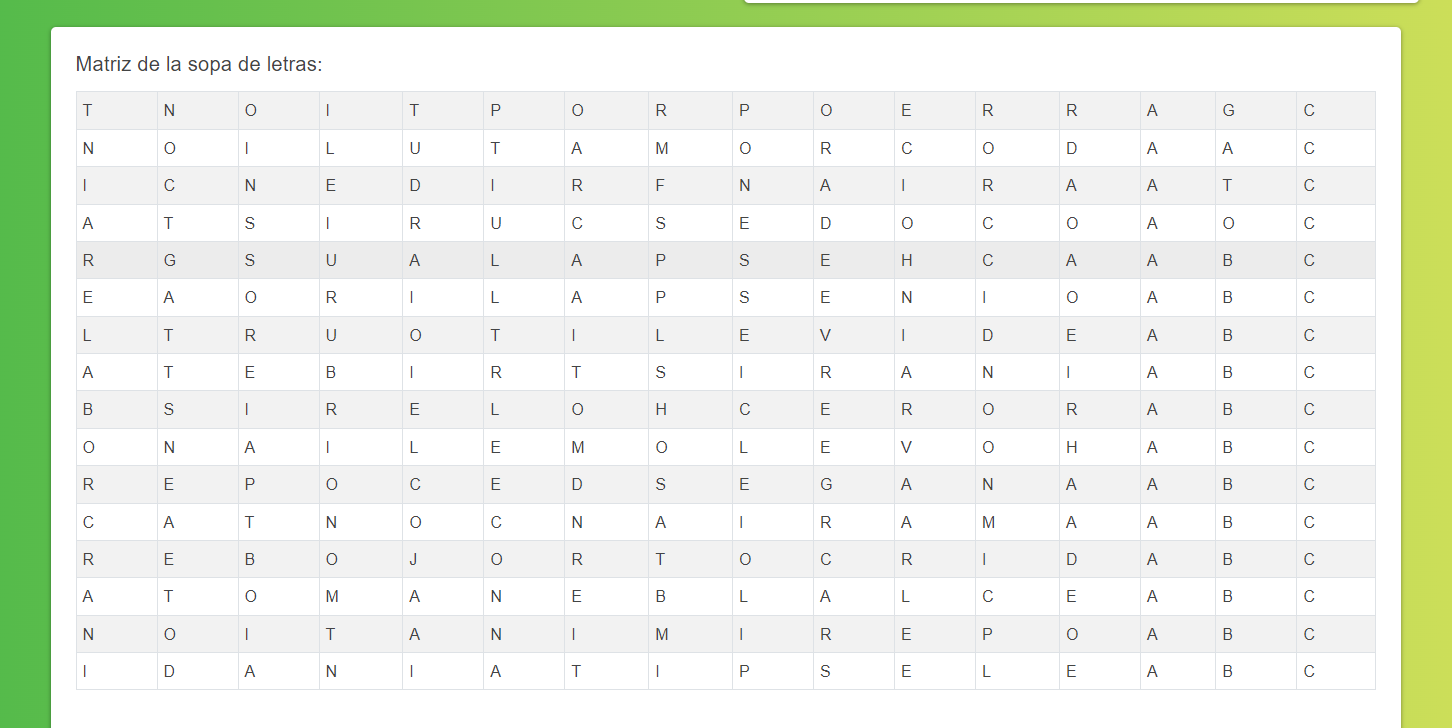 Matriz de la sopa de letras:
T N O I T P O R P O E R R A G C
N O I L U T A M O R C O D A A C
I C N E D I R F N A I R A A T C
A T S I R U C S E D O C O A O C
R G S U A L A P S E H C A A B C
E A O R I L A P S E N I O A B C
L T R U O T I L E V I D E A B C
A T E B I R T S I R A N I A B C
B S I R E L O H C E R O R A B C
O N A I L E M O L E V O H A B C
R E P O C E D S E G A N A A B C
C A T N O C N A I R A M A A B C
R E B O J O R T O C R I D A B C
A T O M A N E B L A L C E A B C
N O I T A N I M I R E P O A B C
I D A N I A T I P S E L E A B C